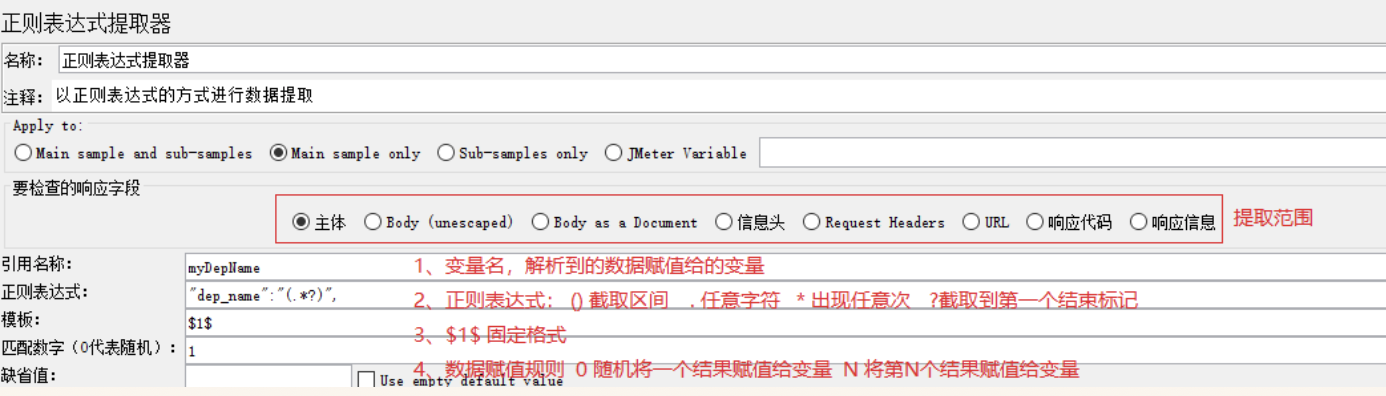 正则表达式提取器
名称: 正则表达式提取器
注释: 以正则表达式的方式进行数据提取
Apply to:
Main sample and sub-samples Main sample only Sub-samples only JMeter Variable
要检查的响应字段
主体 Body (unescaped) Body as a Document 信息头 Request Headers URL 响应代码 响应信息 提取范围
引用名称: myDepName 1、变量名，解析到的数据赋值给的变量
正则表达式: "dep_name":"(.*?)", 2、正则表达式： () 截取区间 . 任意字符 * 出现任意次 ?截取到第一个结束标记
模板: $1$ 3、$1$ 固定格式
匹配数字（0代表随机）: 1 4、数据赋值规则 0 随机将一个结果赋值给变量 N 将第N个结果赋值给变量
缺省值: Use empty default value